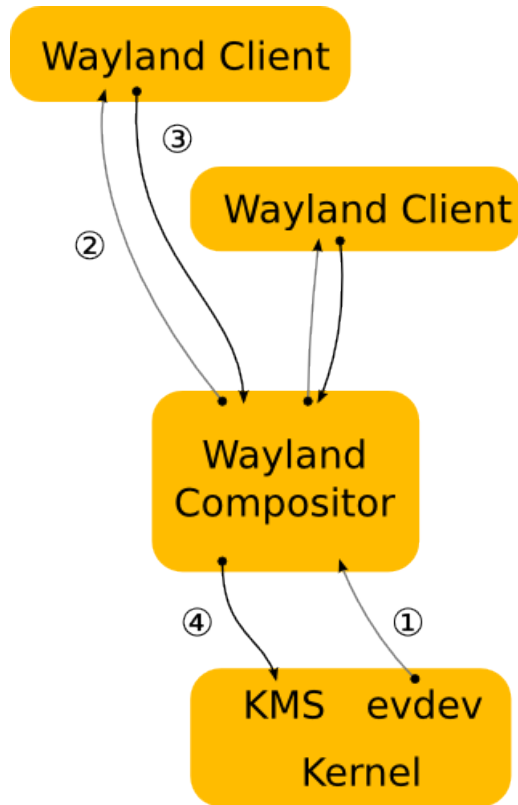 Wayland Client
③
Wayland Client
②
Wayland
Compositor
④
①
KMS evdev
Kernel